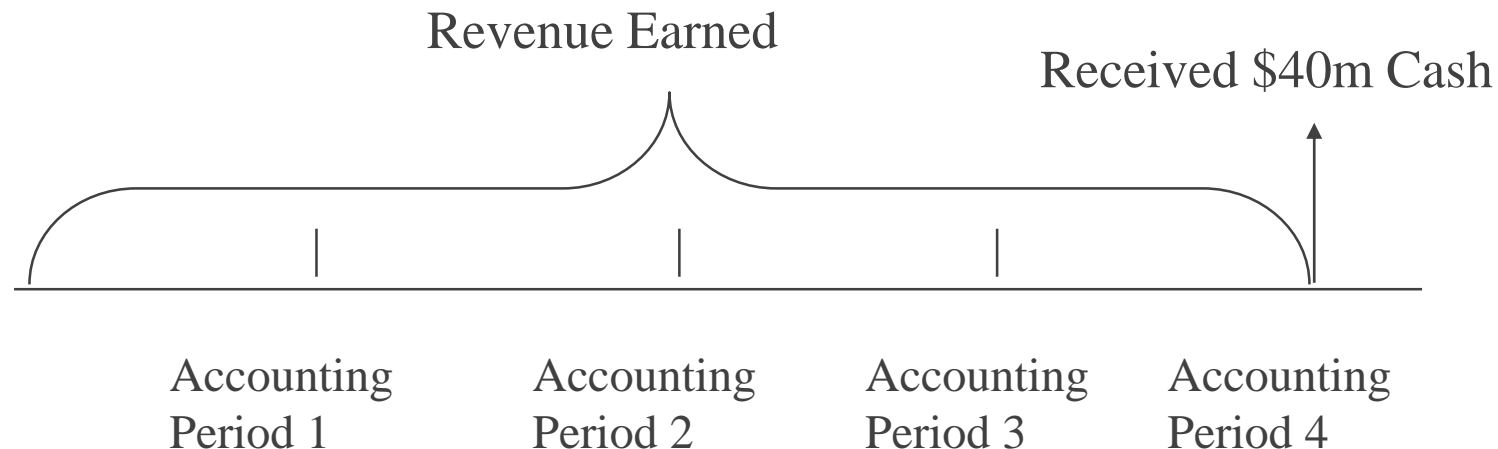 Revenue Earned
Received $40m Cash
Accounting
Period 1
Accounting
Period 2
Accounting
Period 3
Accounting
Period 4